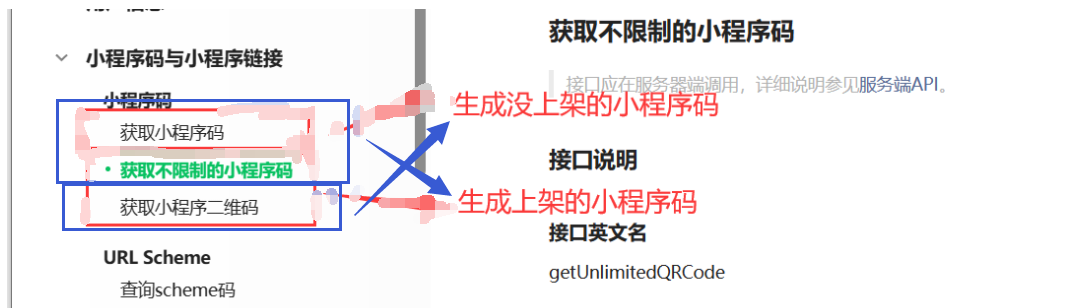 小程序码与小程序链接
小程序码
获取小程序码
• 获取不限制的小程序码
获取小程序二维码
URL Scheme
查询scheme码
获取不限制的小程序码
接口应在服务器端调用，详细说明参见服务端API。
生成没上架的小程序码
接口说明
生成上架的小程序码
接口英文名
getUnlimitedQRCode